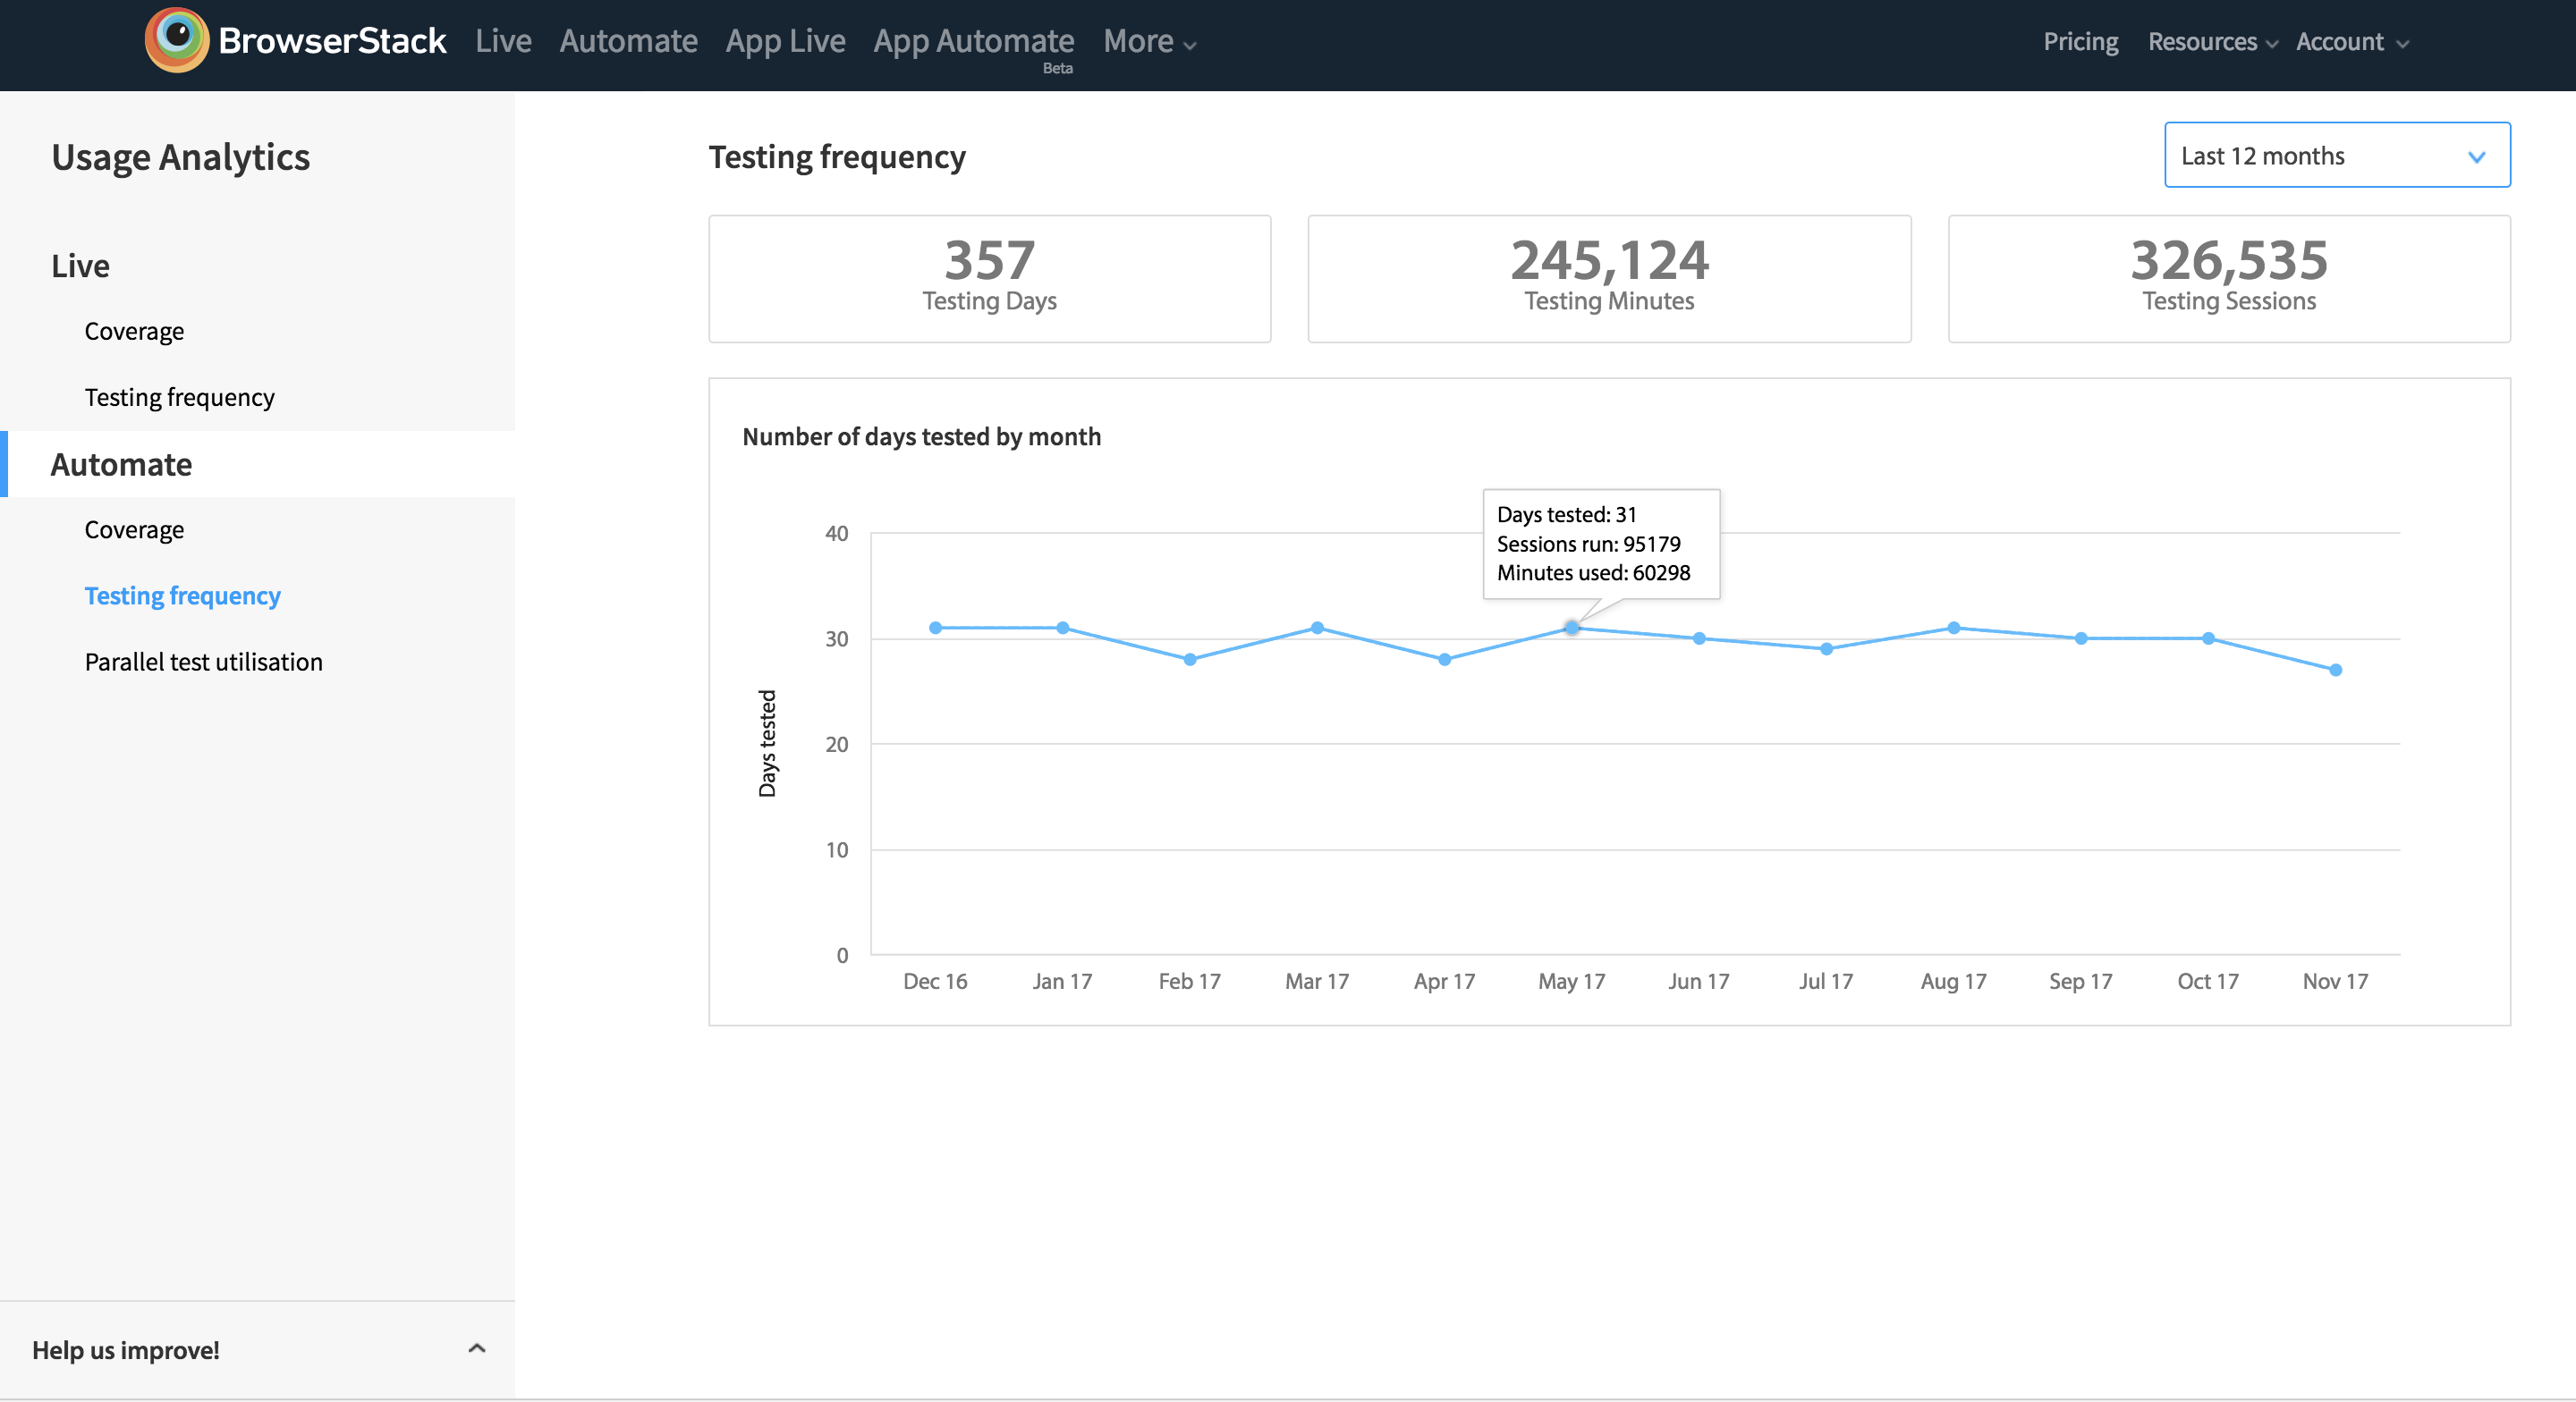 BrowserStack Live Automate App Live App Automate More Pricing Resources Account
Beta
Usage Analytics
Live
Coverage
Testing frequency
Automate
Coverage
Testing frequency
Parallel test utilisation
Help us improve!
Testing frequency
Last 12 months
357
Testing Days
245,124
Testing Minutes
326,535
Testing Sessions
Number of days tested by month
Days tested: 31
Sessions run: 95179
Minutes used: 60298
Days tested
40
30
20
10
0
Dec 16 Jan 17 Feb 17 Mar 17 Apr 17 May 17 Jun 17 Jul 17 Aug 17 Sep 17 Oct 17 Nov 17